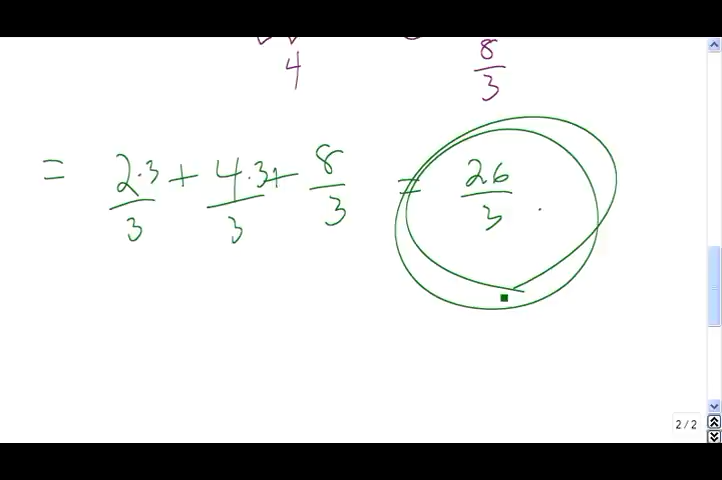 4 8/3
= 2·3/3 + 4·3/3 + 8/3 = 26/3 .
2 / 2